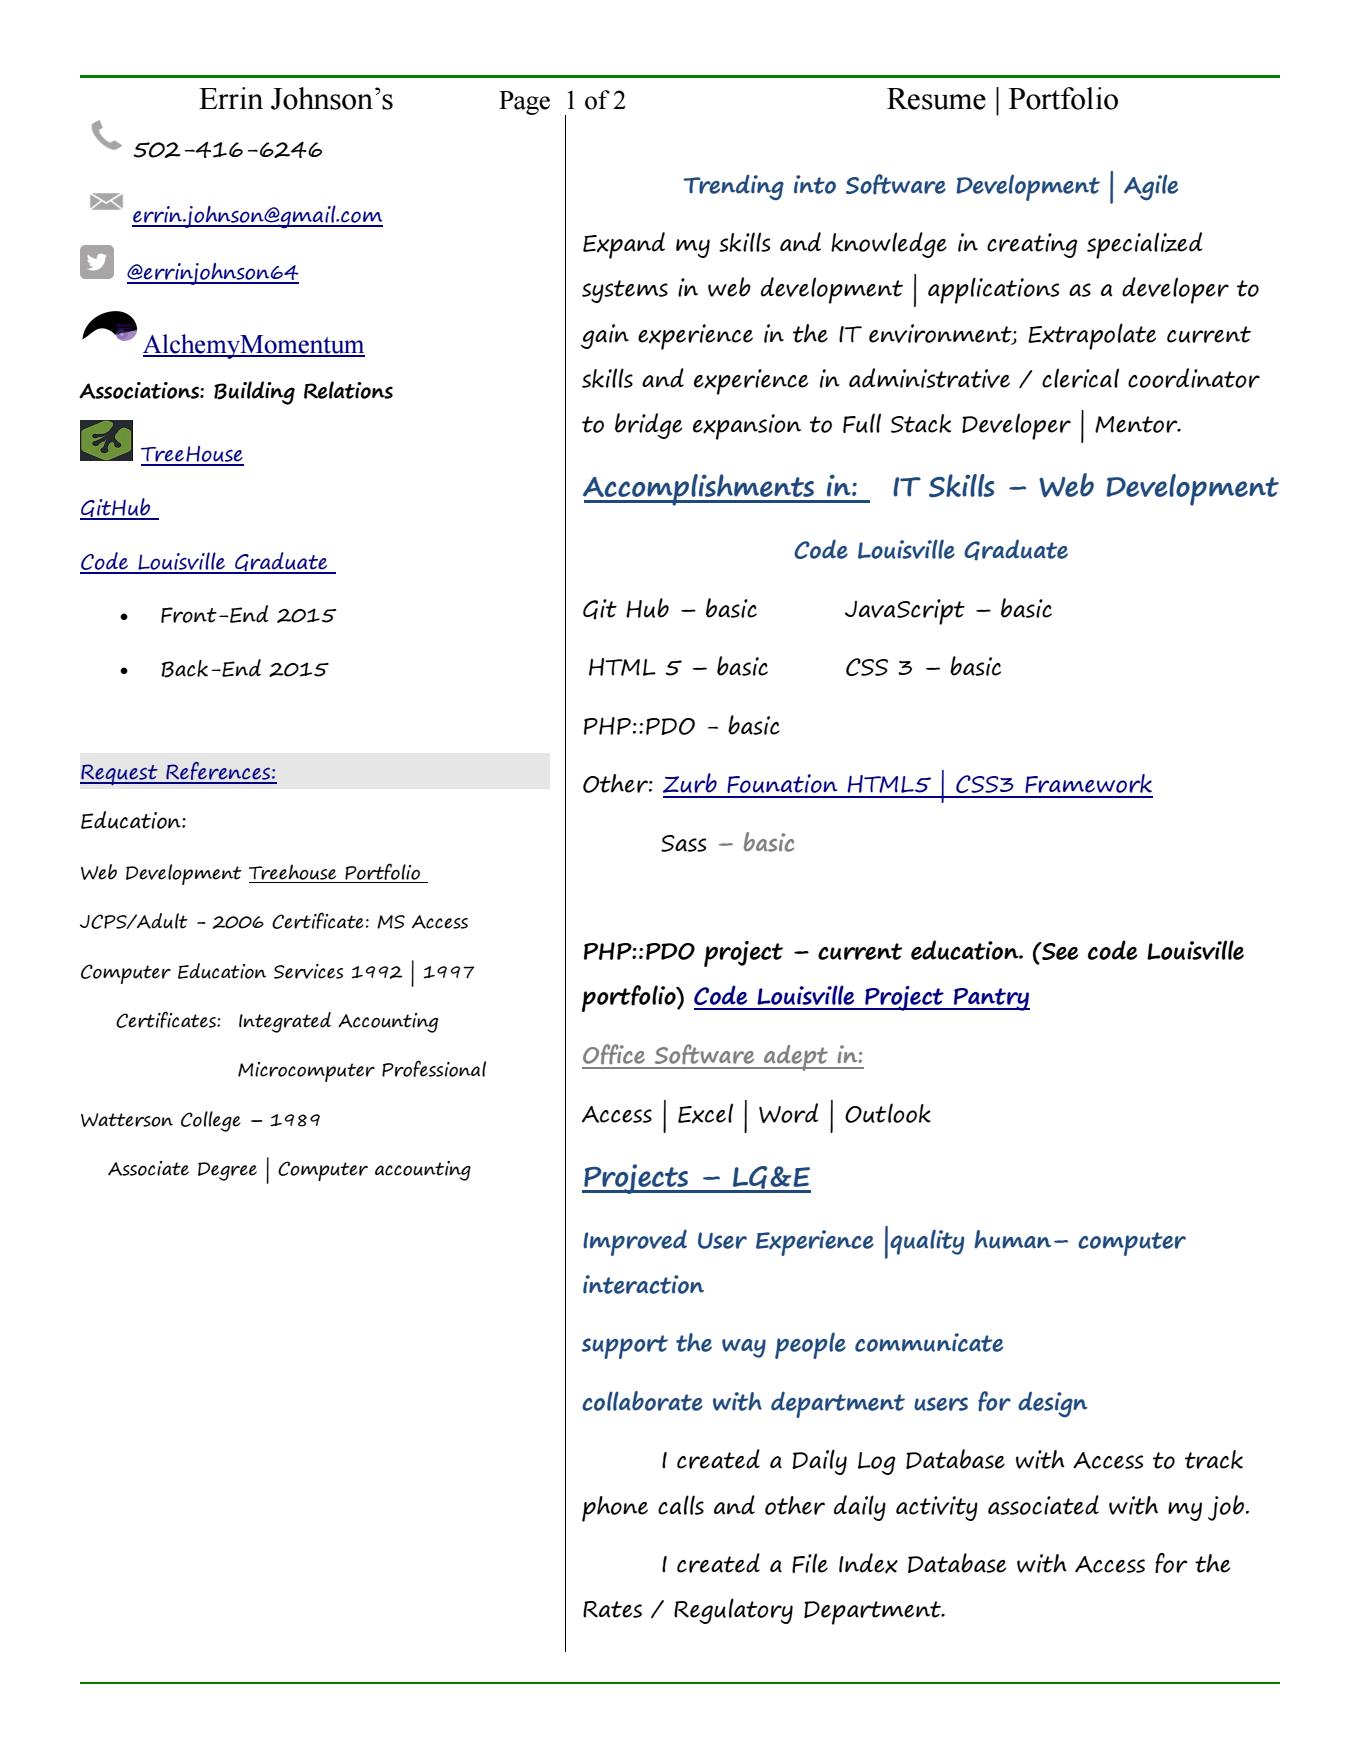 Errin Johnson’s Page 1 of 2 Resume | Portfolio
502-416-6246
errin.johnson@gmail.com
@errinjohnson64
AlchemyMomentum
Associations: Building Relations
TreeHouse
GitHub
Code Louisville Graduate
• Front-End 2015
• Back-End 2015
Request References:
Education:
Web Development Treehouse Portfolio
JCPS/Adult - 2006 Certificate: MS Access
Computer Education Services 1992 | 1997
Certificates: Integrated Accounting
Microcomputer Professional
Watterson College – 1989
Associate Degree | Computer accounting
Trending into Software Development | Agile
Expand my skills and knowledge in creating specialized
systems in web development | applications as a developer to
gain experience in the IT environment; Extrapolate current
skills and experience in administrative / clerical coordinator
to bridge expansion to Full Stack Developer | Mentor.
Accomplishments in: IT Skills – Web Development
Code Louisville Graduate
Git Hub – basic JavaScript – basic
HTML 5 – basic CSS 3 – basic
PHP::PDO - basic
Other: Zurb Founation HTML5 | CSS3 Framework
Sass – basic
PHP::PDO project – current education. (See code Louisville
portfolio) Code Louisville Project Pantry
Office Software adept in:
Access | Excel | Word | Outlook
Projects – LG&E
Improved User Experience |quality human– computer
interaction
support the way people communicate
collaborate with department users for design
I created a Daily Log Database with Access to track
phone calls and other daily activity associated with my job.
I created a File Index Database with Access for the
Rates / Regulatory Department.